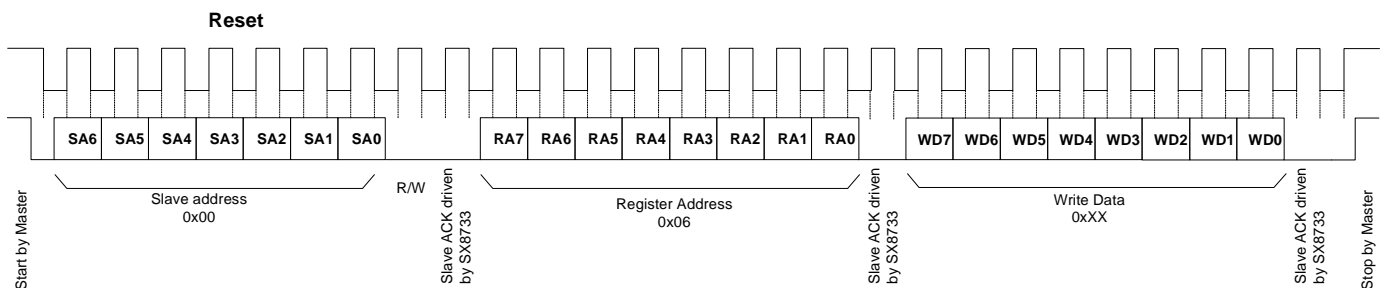 Reset
SA6 SA5 SA4 SA3 SA2 SA1 SA0 RA7 RA6 RA5 RA4 RA3 RA2 RA1 RA0 WD7 WD6 WD5 WD4 WD3 WD2 WD1 WD0
Start by Master
Slave address
0x00
R/W
Slave ACK driven
by SX8733
Register Address
0x06
Slave ACK driven
by SX8733
Write Data
0xXX
Slave ACK driven
by SX8733
Stop by Master